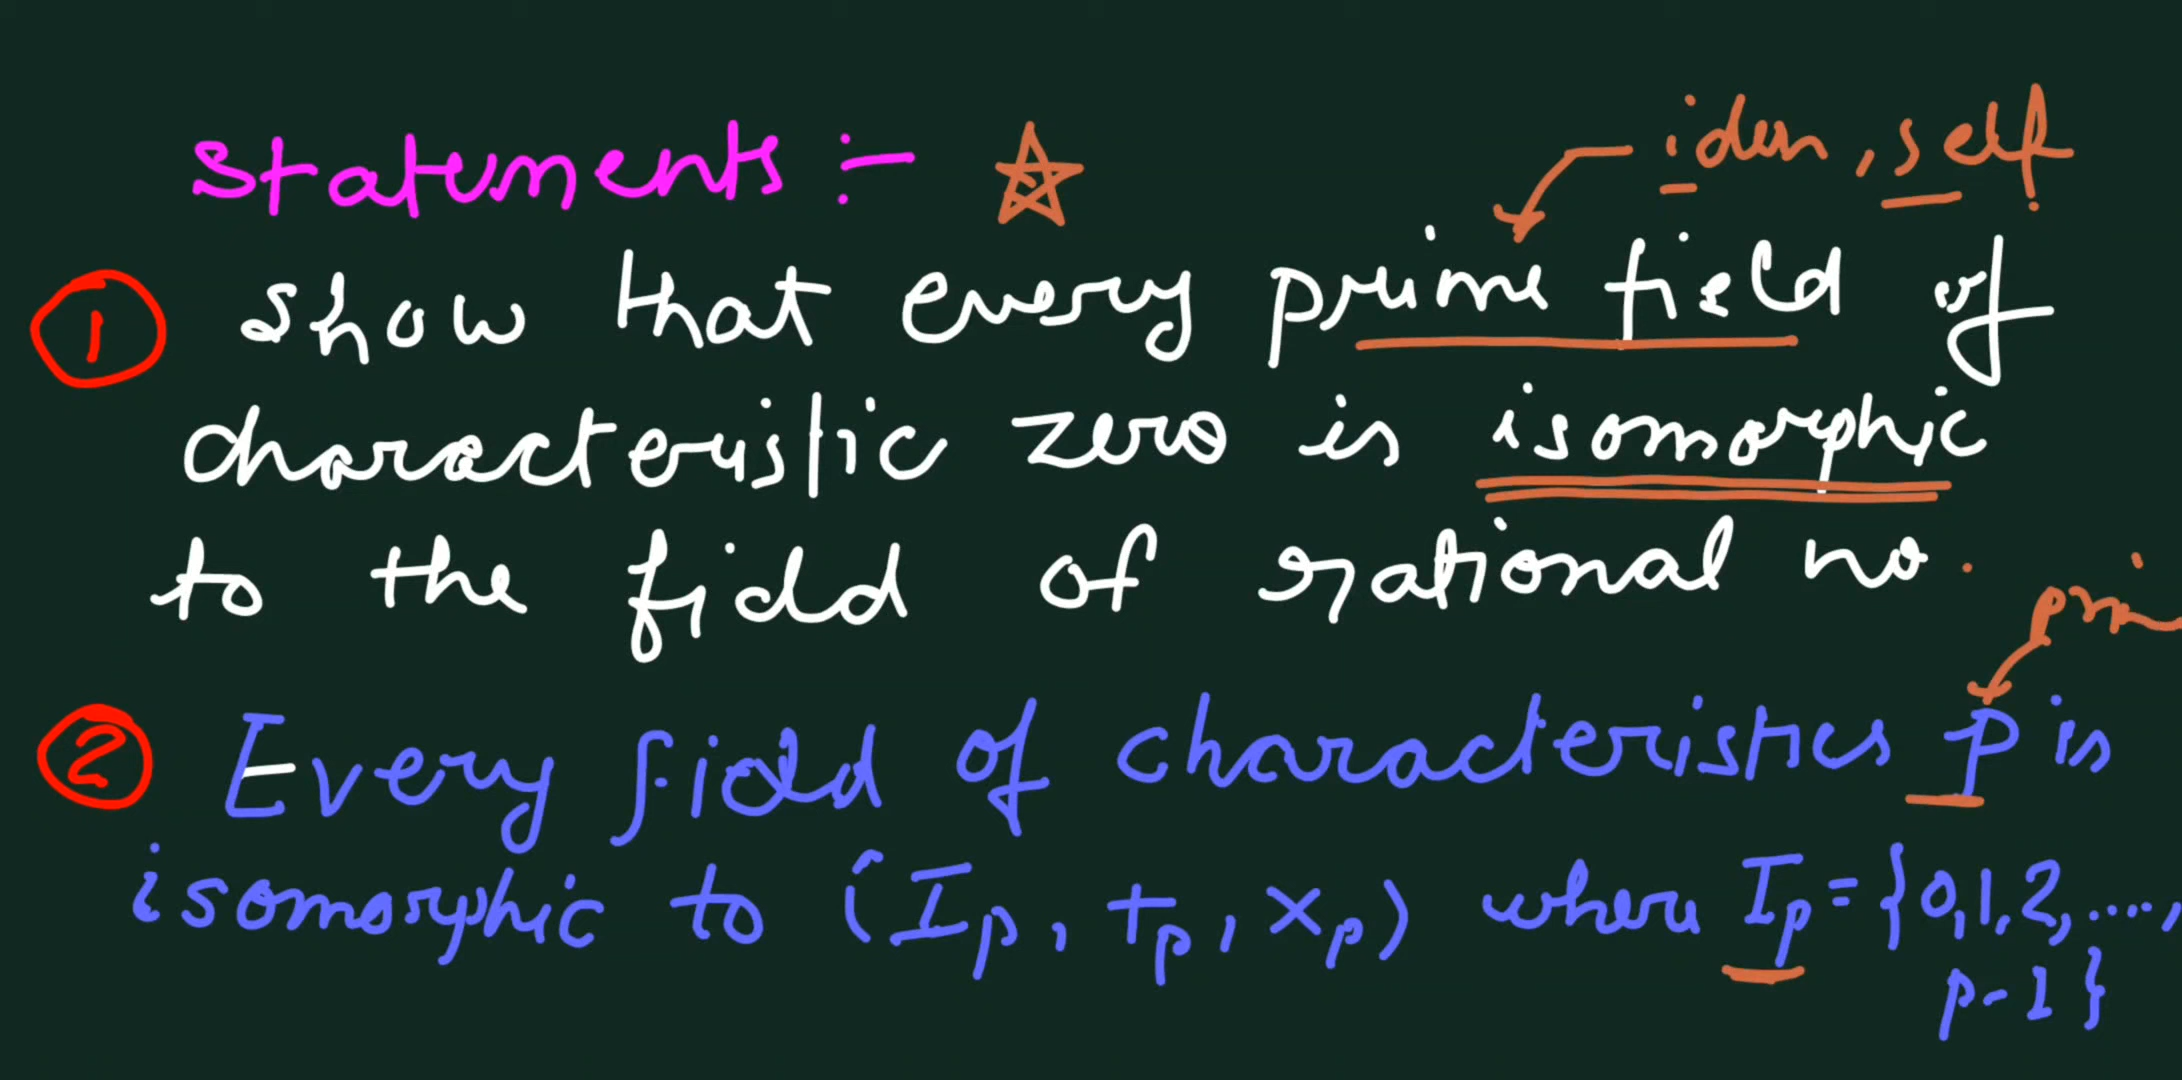 Statements :- iden, self
① show that every prime field of
characteristic zero is isomorphic
to the field of rational no.
② Every field of characteristics p is
isomorphic to (Ip, +p, ×p) where Ip = {0,1,2,....,
p-1}